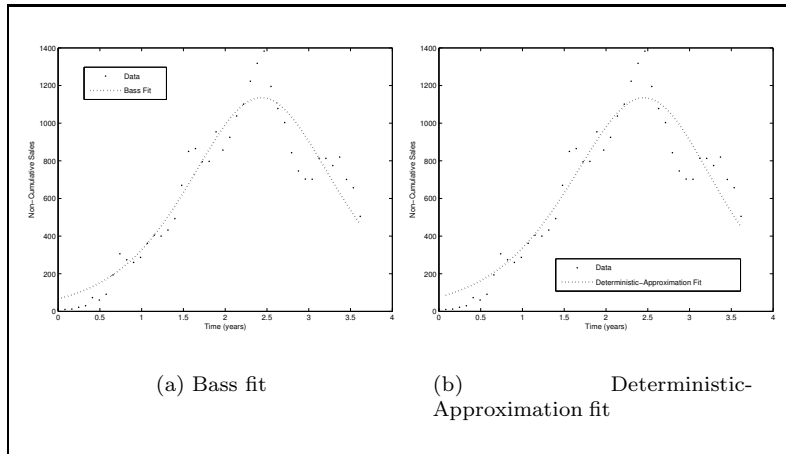 1400
1200
1000
800
600
400
200
0
Non-Cumulative Sales
Data
Bass Fit
0 0.5 1 1.5 2 2.5 3 3.5 4
Time (years)
(a) Bass fit
1400
1200
1000
800
600
400
200
0
Non-Cumulative Sales
Data
Deterministic-Approximation Fit
0 0.5 1 1.5 2 2.5 3 3.5 4
Time (years)
(b) Deterministic-
Approximation fit